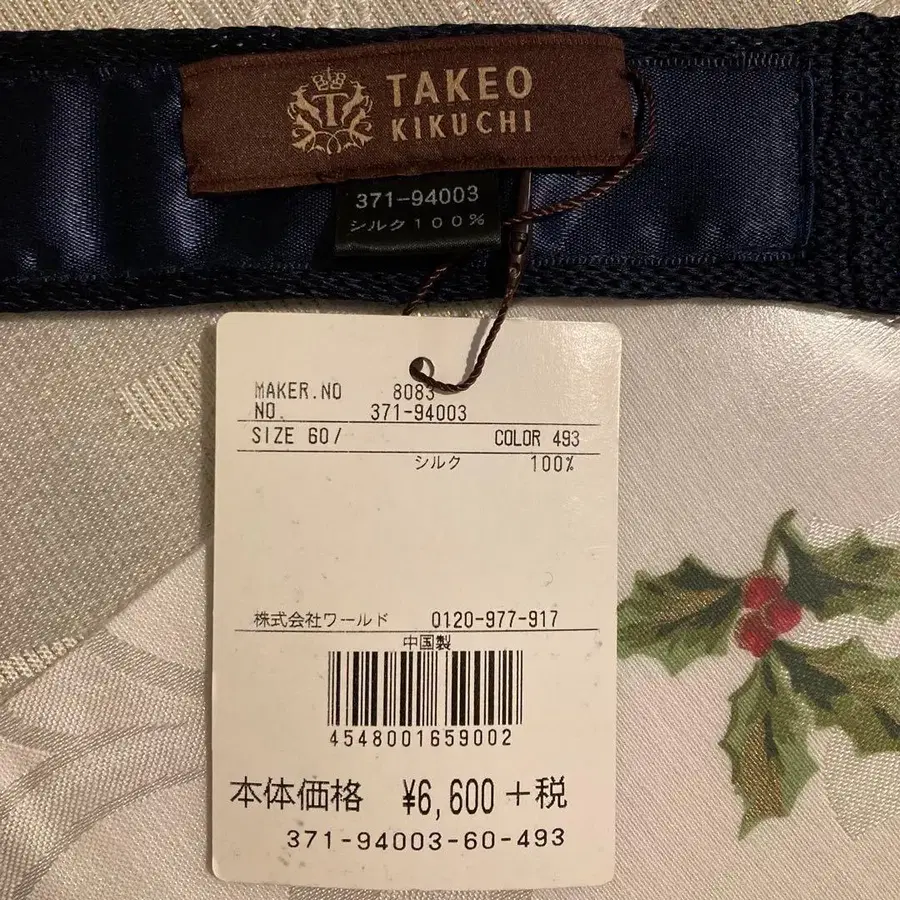 TAKEO
KIKUCHI
371-94003
シルク100%
MAKER.NO 8083
NO. 371-94003
SIZE 60/ COLOR 493
シルク 100%
株式会社ワールド 0120-977-917
中国製
4548001659002
本体価格 ¥6,600+税
371-94003-60-493